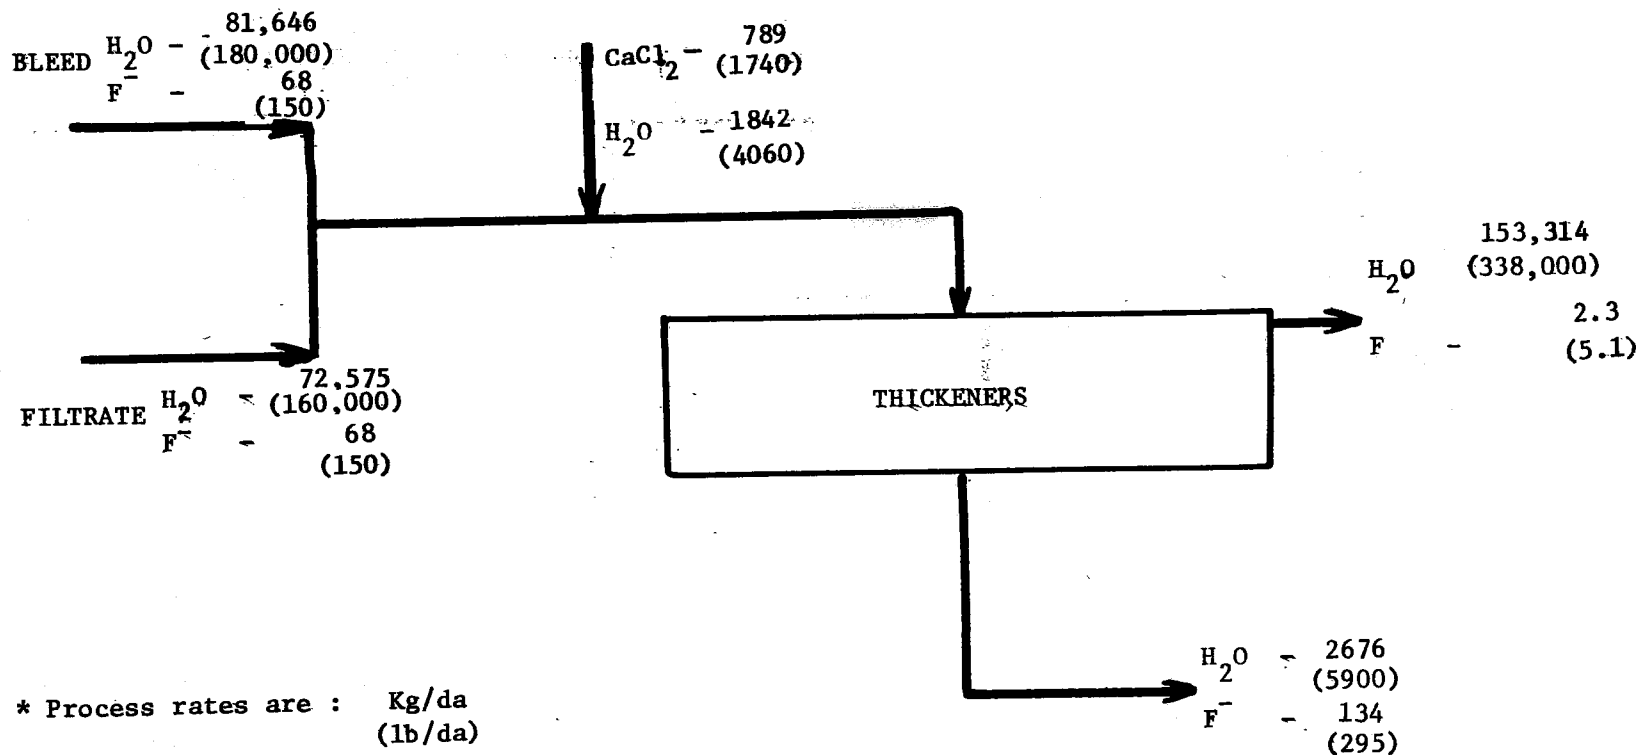 BLEED H₂O - 81,646
(180,000)
F⁻ - 68
(150)
CaCl₂ - 789
(1740)
H₂O - 1842
(4060)
153,314
H₂O (338,000)
2.3
F - (5.1)
THICKENERS
72,575
FILTRATE H₂O - (160,000)
F⁻ - 68
(150)
H₂O - 2676
(5900)
F⁻ - 134
(295)
* Process rates are : Kg/da
(lb/da)